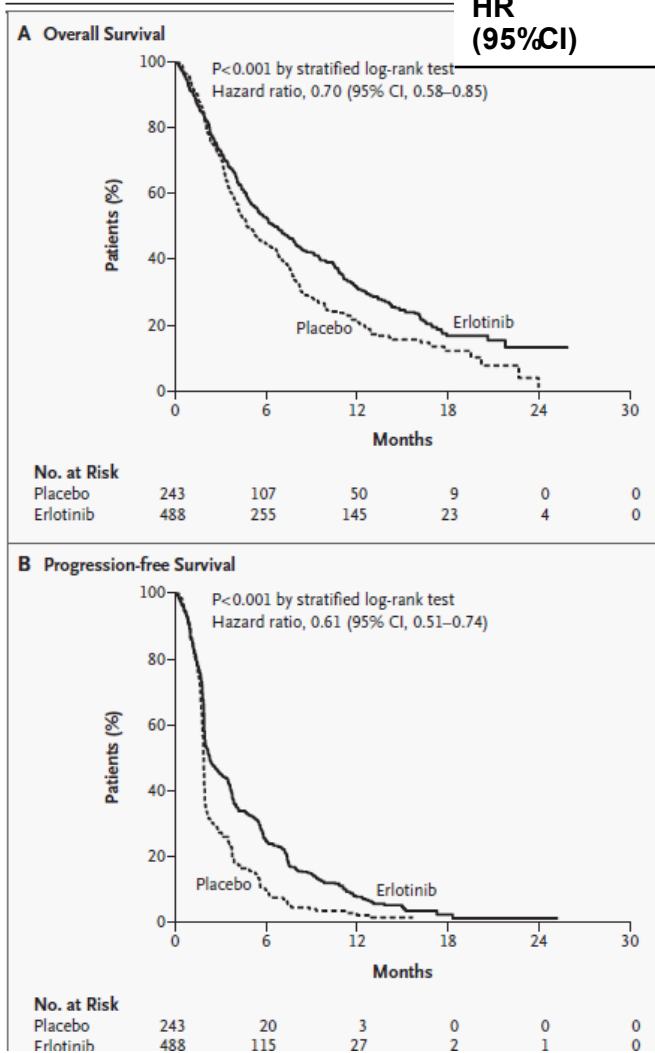 HR
(95%CI)
A Overall Survival
P<0.001 by stratified log-rank test
Hazard ratio, 0.70 (95% CI, 0.58–0.85)
100
80
60
40
20
0
Patients (%)
Placebo
Erlotinib
0 6 12 18 24 30
Months
No. at Risk
Placebo 243 107 50 9 0 0
Erlotinib 488 255 145 23 4 0
B Progression-free Survival
P<0.001 by stratified log-rank test
Hazard ratio, 0.61 (95% CI, 0.51–0.74)
100
80
60
40
20
0
Patients (%)
Placebo
Erlotinib
0 6 12 18 24 30
Months
No. at Risk
Placebo 243 20 3 0 0 0
Erlotinib 488 115 27 2 1 0